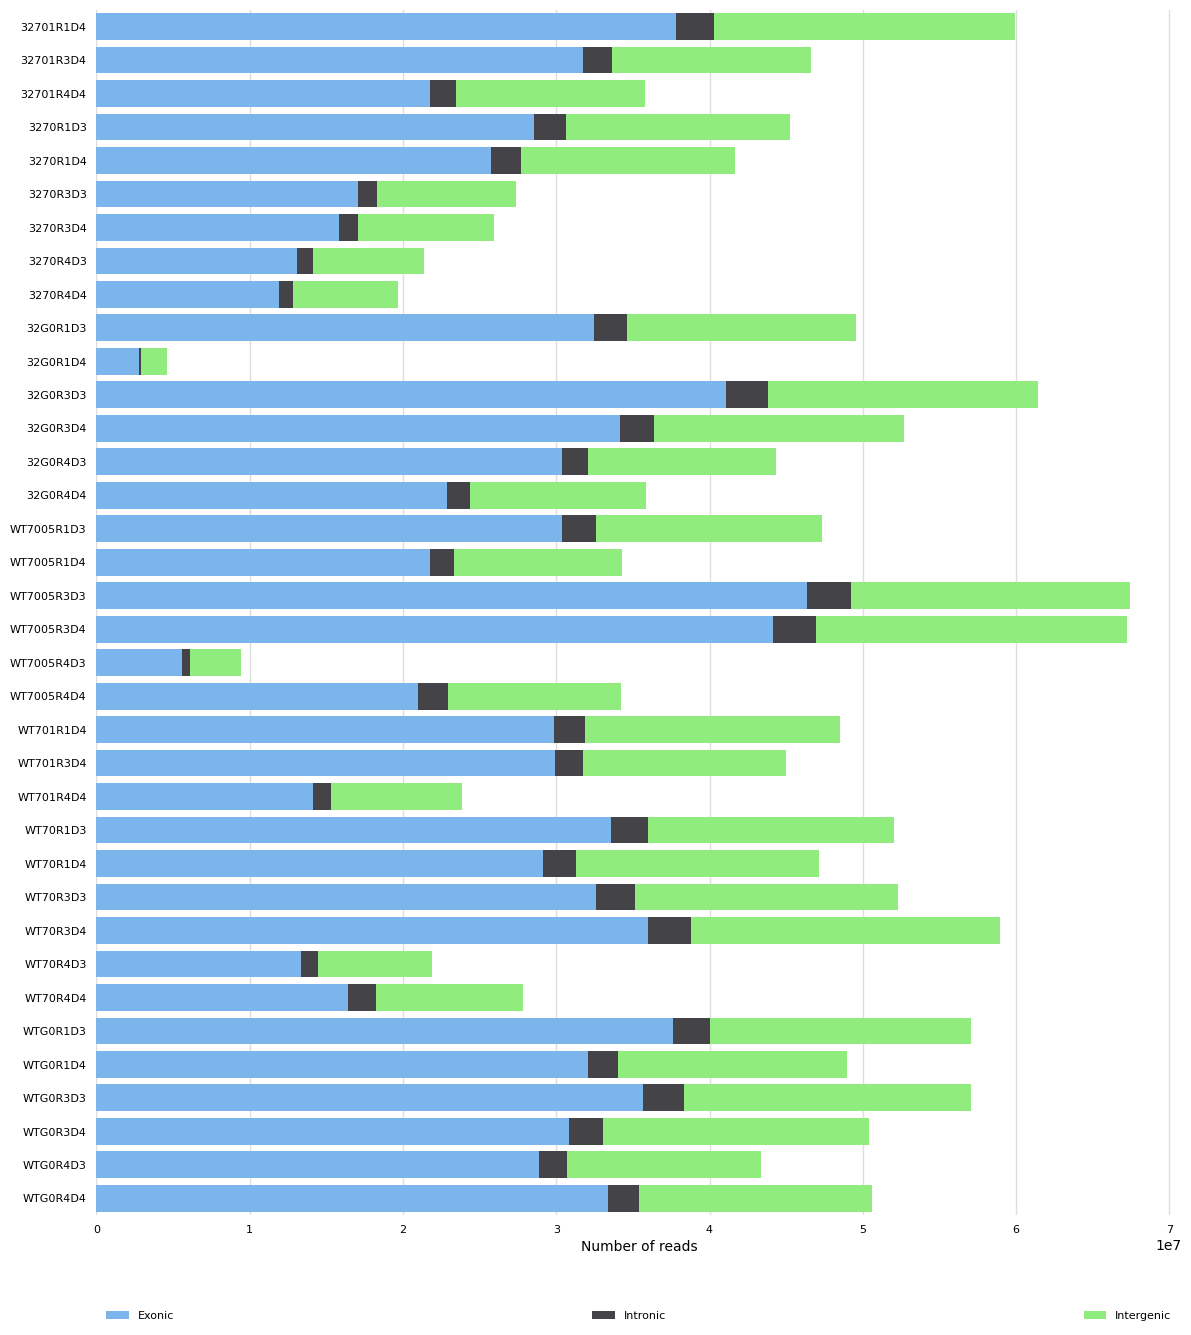 32701R1D4
32701R3D4
32701R4D4
3270R1D3
3270R1D4
3270R3D3
3270R3D4
3270R4D3
3270R4D4
32G0R1D3
32G0R1D4
32G0R3D3
32G0R3D4
32G0R4D3
32G0R4D4
WT7005R1D3
WT7005R1D4
WT7005R3D3
WT7005R3D4
WT7005R4D3
WT7005R4D4
WT701R1D4
WT701R3D4
WT701R4D4
WT70R1D3
WT70R1D4
WT70R3D3
WT70R3D4
WT70R4D3
WT70R4D4
WTG0R1D3
WTG0R1D4
WTG0R3D3
WTG0R3D4
WTG0R4D3
WTG0R4D4
0 1 2 3 4 5 6 7
Number of reads 1e7
Exonic Intronic Intergenic